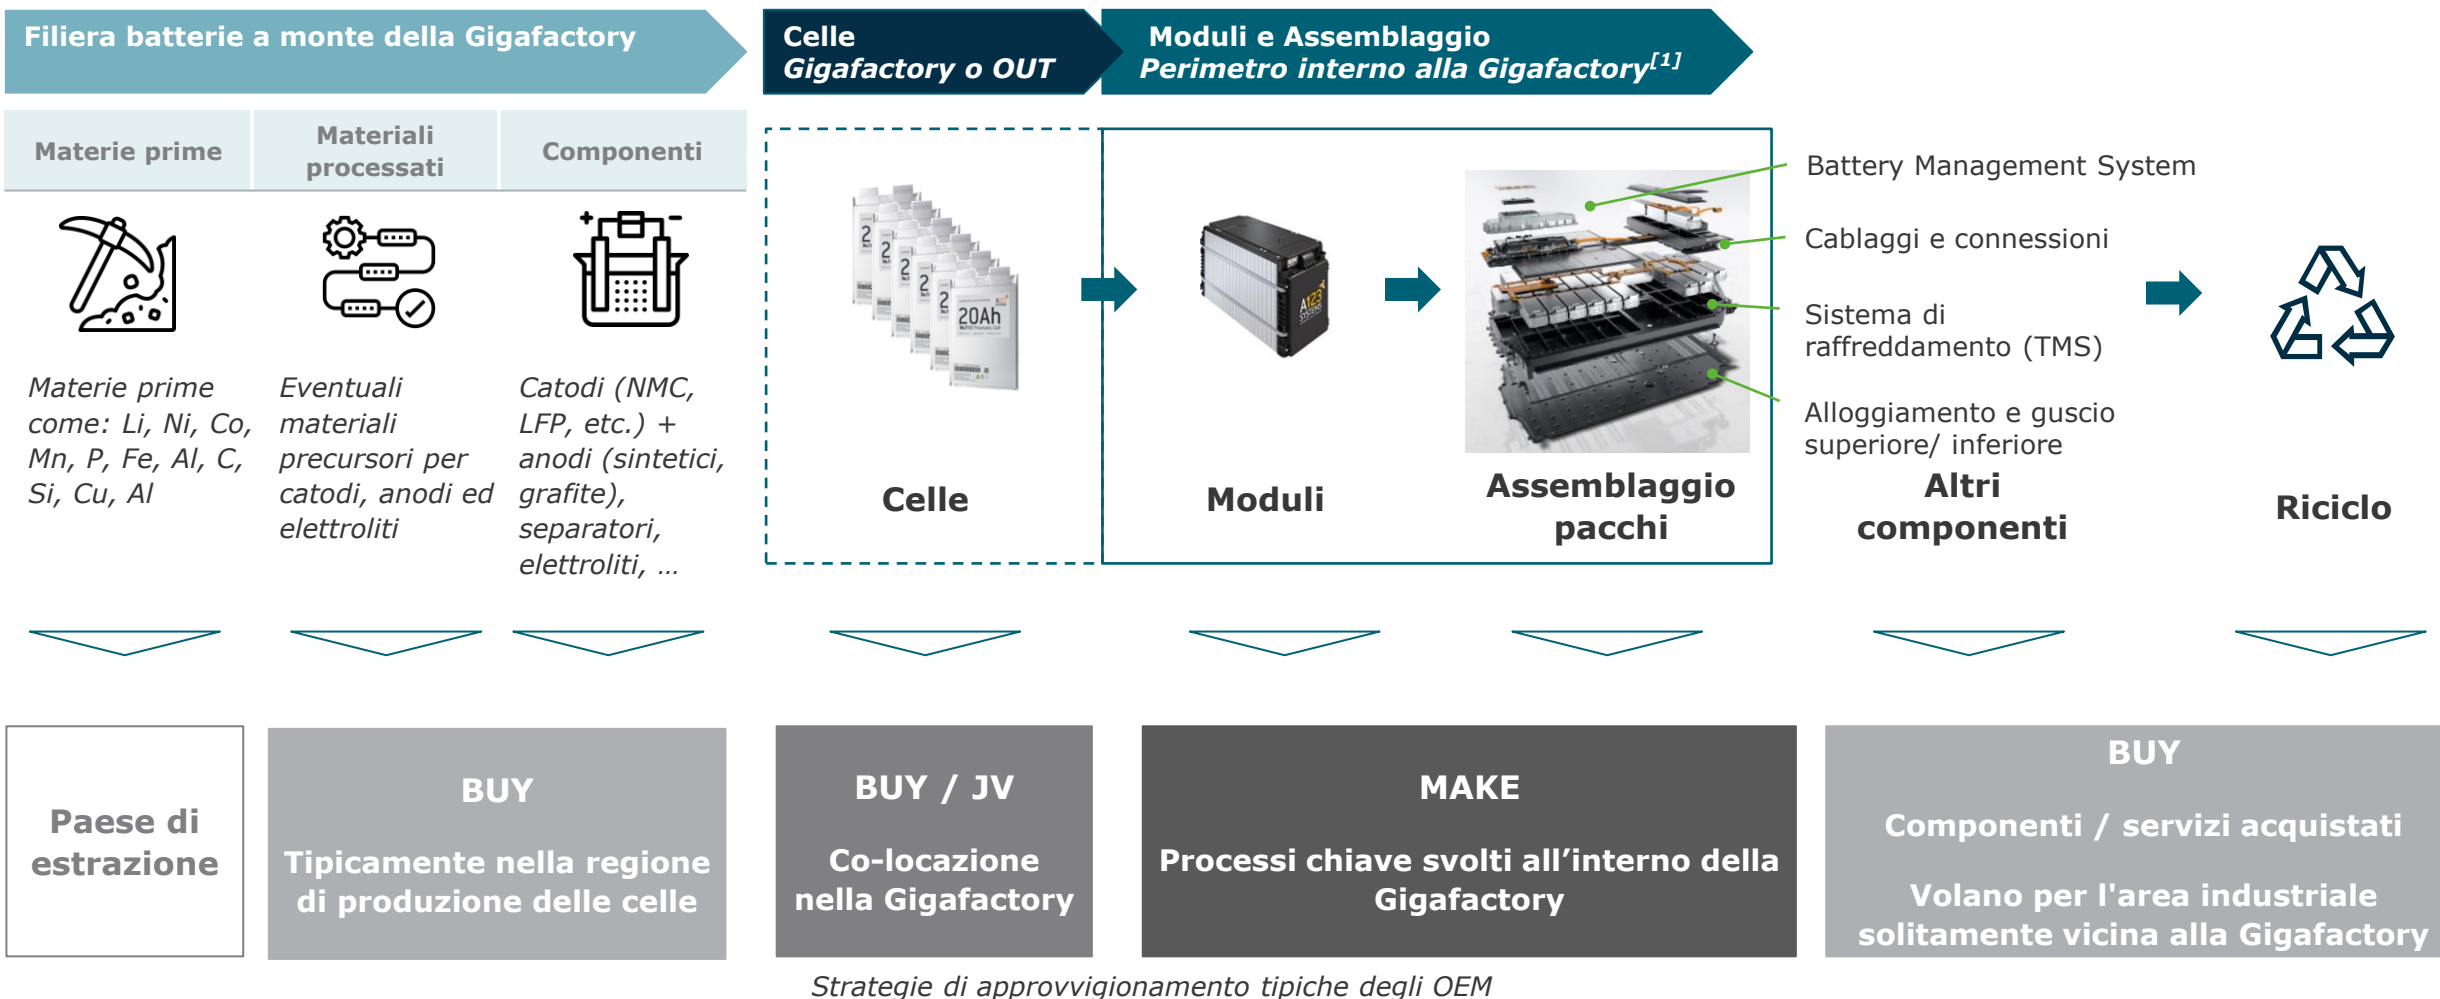 Filiera batterie a monte della Gigafactory
Celle
Gigafactory o OUT
Moduli e Assemblaggio
Perimetro interno alla Gigafactory[1]
Materie prime
Materiali
processati
Componenti
Materie prime
come: Li, Ni, Co,
Mn, P, Fe, Al, C,
Si, Cu, Al
Eventuali
materiali
precursori per
catodi, anodi ed
elettroliti
Catodi (NMC,
LFP, etc.) +
anodi (sintetici,
grafite),
separatori,
elettroliti, …
20Ah
A123
SYSTEMS
Celle
Moduli
Assemblaggio
pacchi
Battery Management System
Cablaggi e connessioni
Sistema di
raffreddamento (TMS)
Alloggiamento e guscio
superiore/ inferiore
Altri
componenti
Riciclo
Paese di
estrazione
BUY
Tipicamente nella regione
di produzione delle celle
BUY / JV
Co-locazione
nella Gigafactory
MAKE
Processi chiave svolti all’interno della
Gigafactory
BUY
Componenti / servizi acquistati
Volano per l'area industriale
solitamente vicina alla Gigafactory
Strategie di approvvigionamento tipiche degli OEM